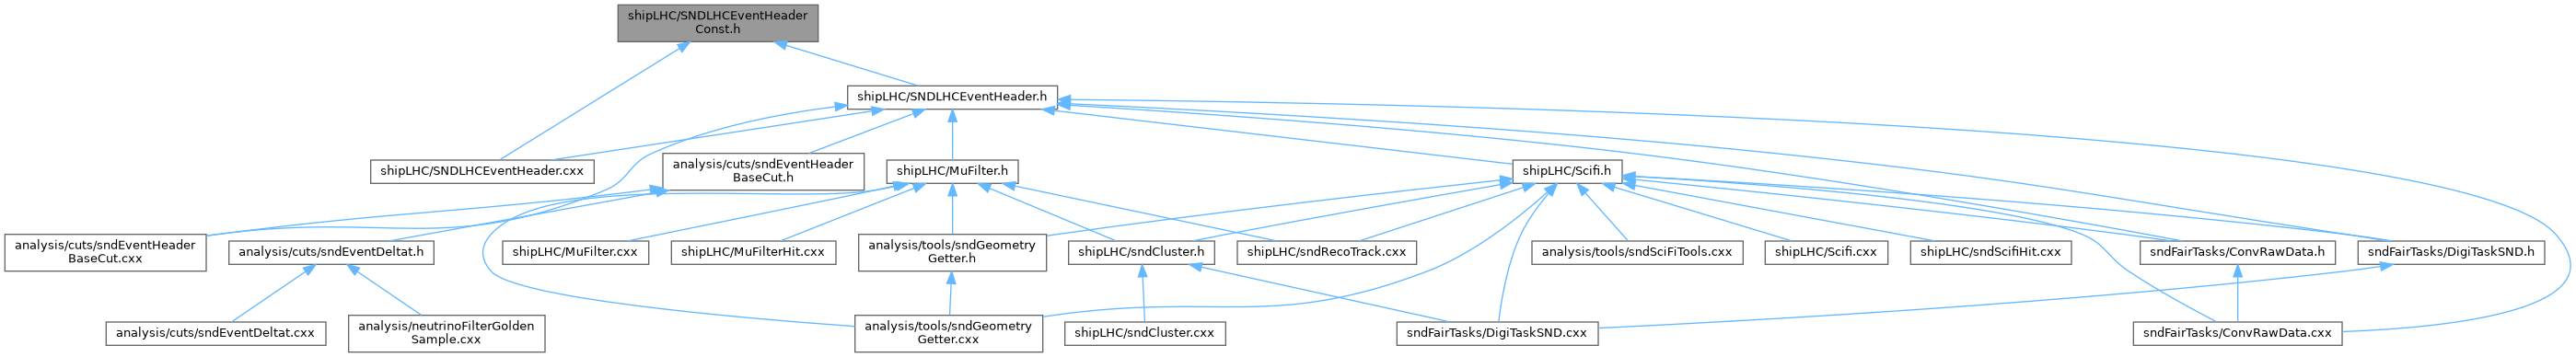 shipLHC/SNDLHCEventHeader
Const.h
shipLHC/SNDLHCEventHeader.h
shipLHC/SNDLHCEventHeader.cxx
analysis/cuts/sndEventHeader
BaseCut.h
shipLHC/MuFilter.h
shipLHC/Scifi.h
analysis/cuts/sndEventHeader
BaseCut.cxx
analysis/cuts/sndEventDeltat.h
shipLHC/MuFilter.cxx
shipLHC/MuFilterHit.cxx
analysis/tools/sndGeometry
Getter.h
shipLHC/sndCluster.h
shipLHC/sndRecoTrack.cxx
analysis/tools/sndSciFiTools.cxx
shipLHC/Scifi.cxx
shipLHC/sndScifiHit.cxx
sndFairTasks/ConvRawData.h
sndFairTasks/DigiTaskSND.h
analysis/cuts/sndEventDeltat.cxx
analysis/neutrinoFilterGolden
Sample.cxx
analysis/tools/sndGeometry
Getter.cxx
shipLHC/sndCluster.cxx
sndFairTasks/DigiTaskSND.cxx
sndFairTasks/ConvRawData.cxx